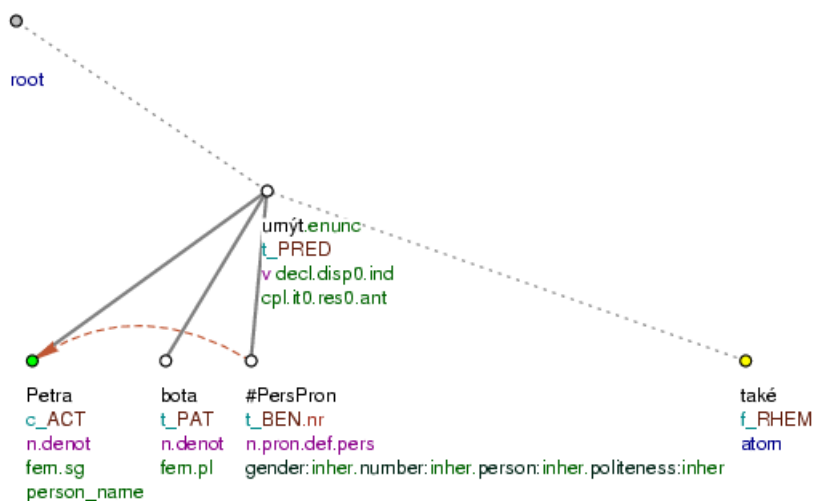 root
umýt.enunc
t_PRED
v decl.disp0.ind
cpl.it0.res0.ant
Petra
c_ACT
n.denot
fem.sg
person_name
bota
t_PAT
n.denot
fem.pl
#PersPron
t_BEN.nr
n.pron.def.pers
gender:inher.number:inher.person:inher.politeness:inher
také
f_RHEM
atom